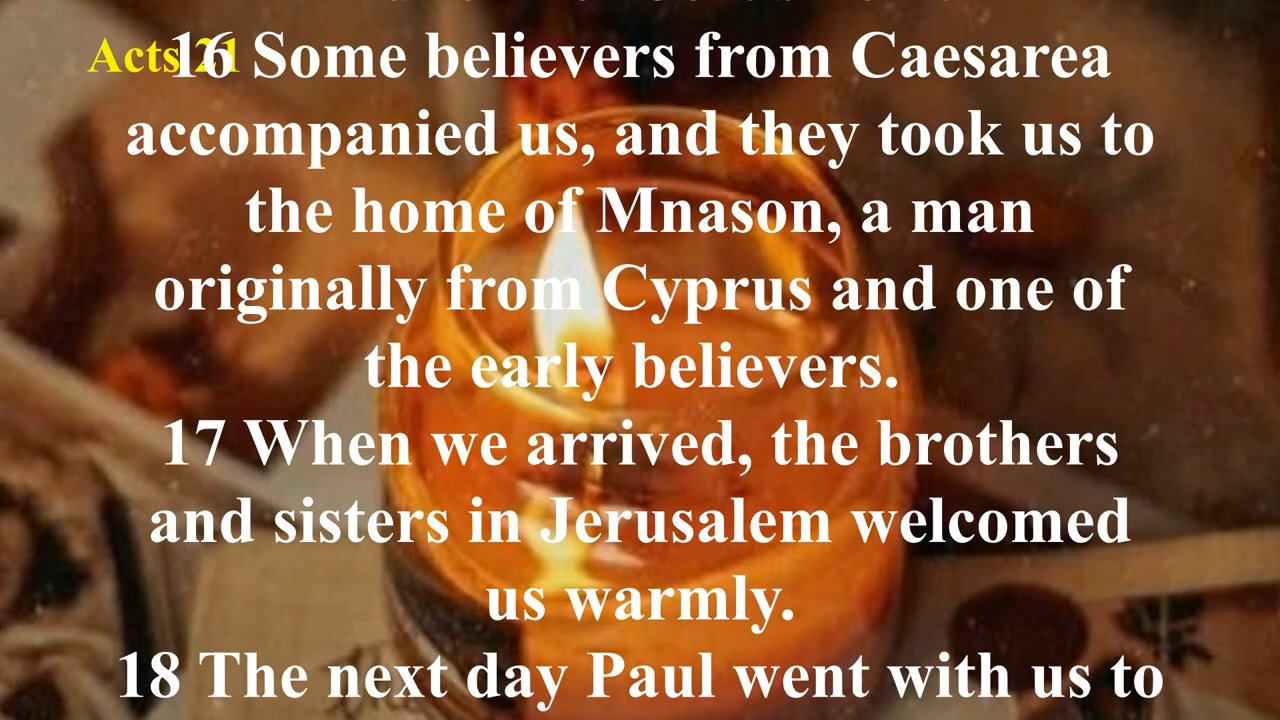 Acts 21
16 Some believers from Caesarea
accompanied us, and they took us to
the home of Mnason, a man
originally from Cyprus and one of
the early believers.
17 When we arrived, the brothers
and sisters in Jerusalem welcomed
us warmly.
18 The next day Paul went with us to